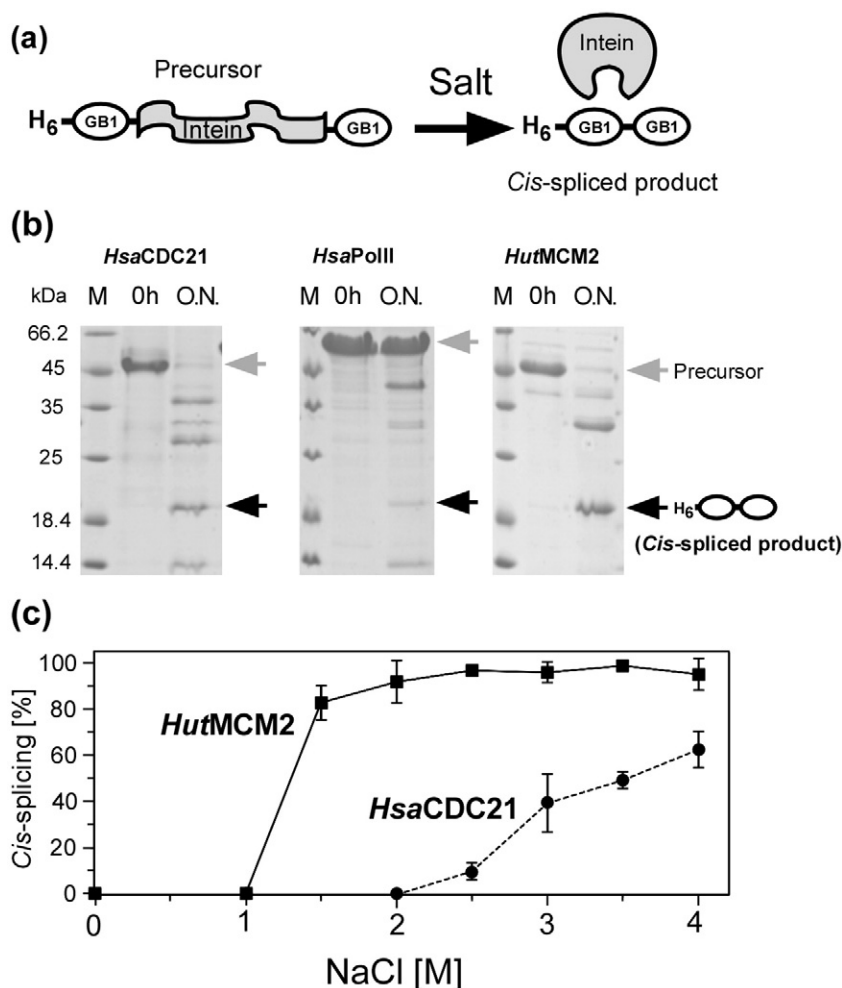 (a)
Precursor
H6 GB1 Intein GB1
Salt
Intein
H6 GB1 GB1
Cis-spliced product
(b)
HsaCDC21 HsaPolII HutMCM2
kDa M 0h O.N. M 0h O.N. M 0h O.N.
66.2
45
35
25
18.4
14.4
Precursor
H6
(Cis-spliced product)
(c)
Cis-splicing [%]
100
80
60
40
20
0
HutMCM2
HsaCDC21
0 1 2 3 4
NaCl [M]